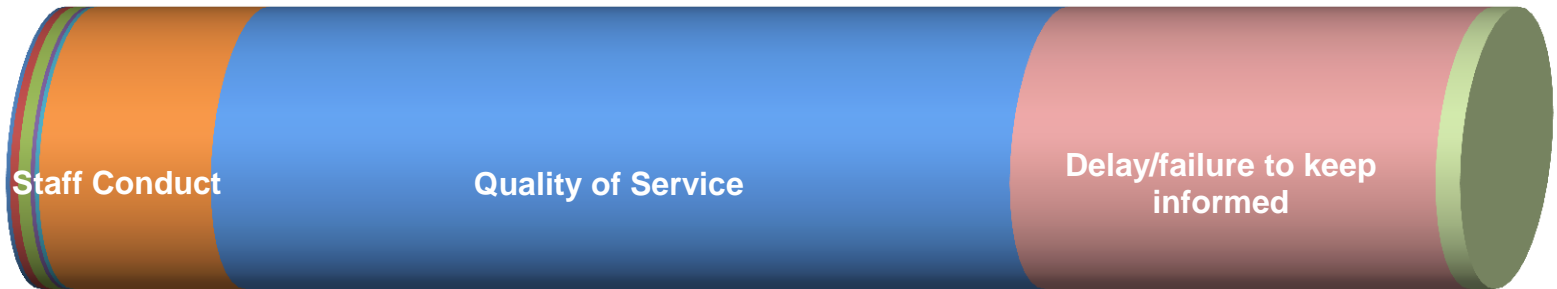 Staff Conduct
Quality of Service
Delay/failure to keep
informed